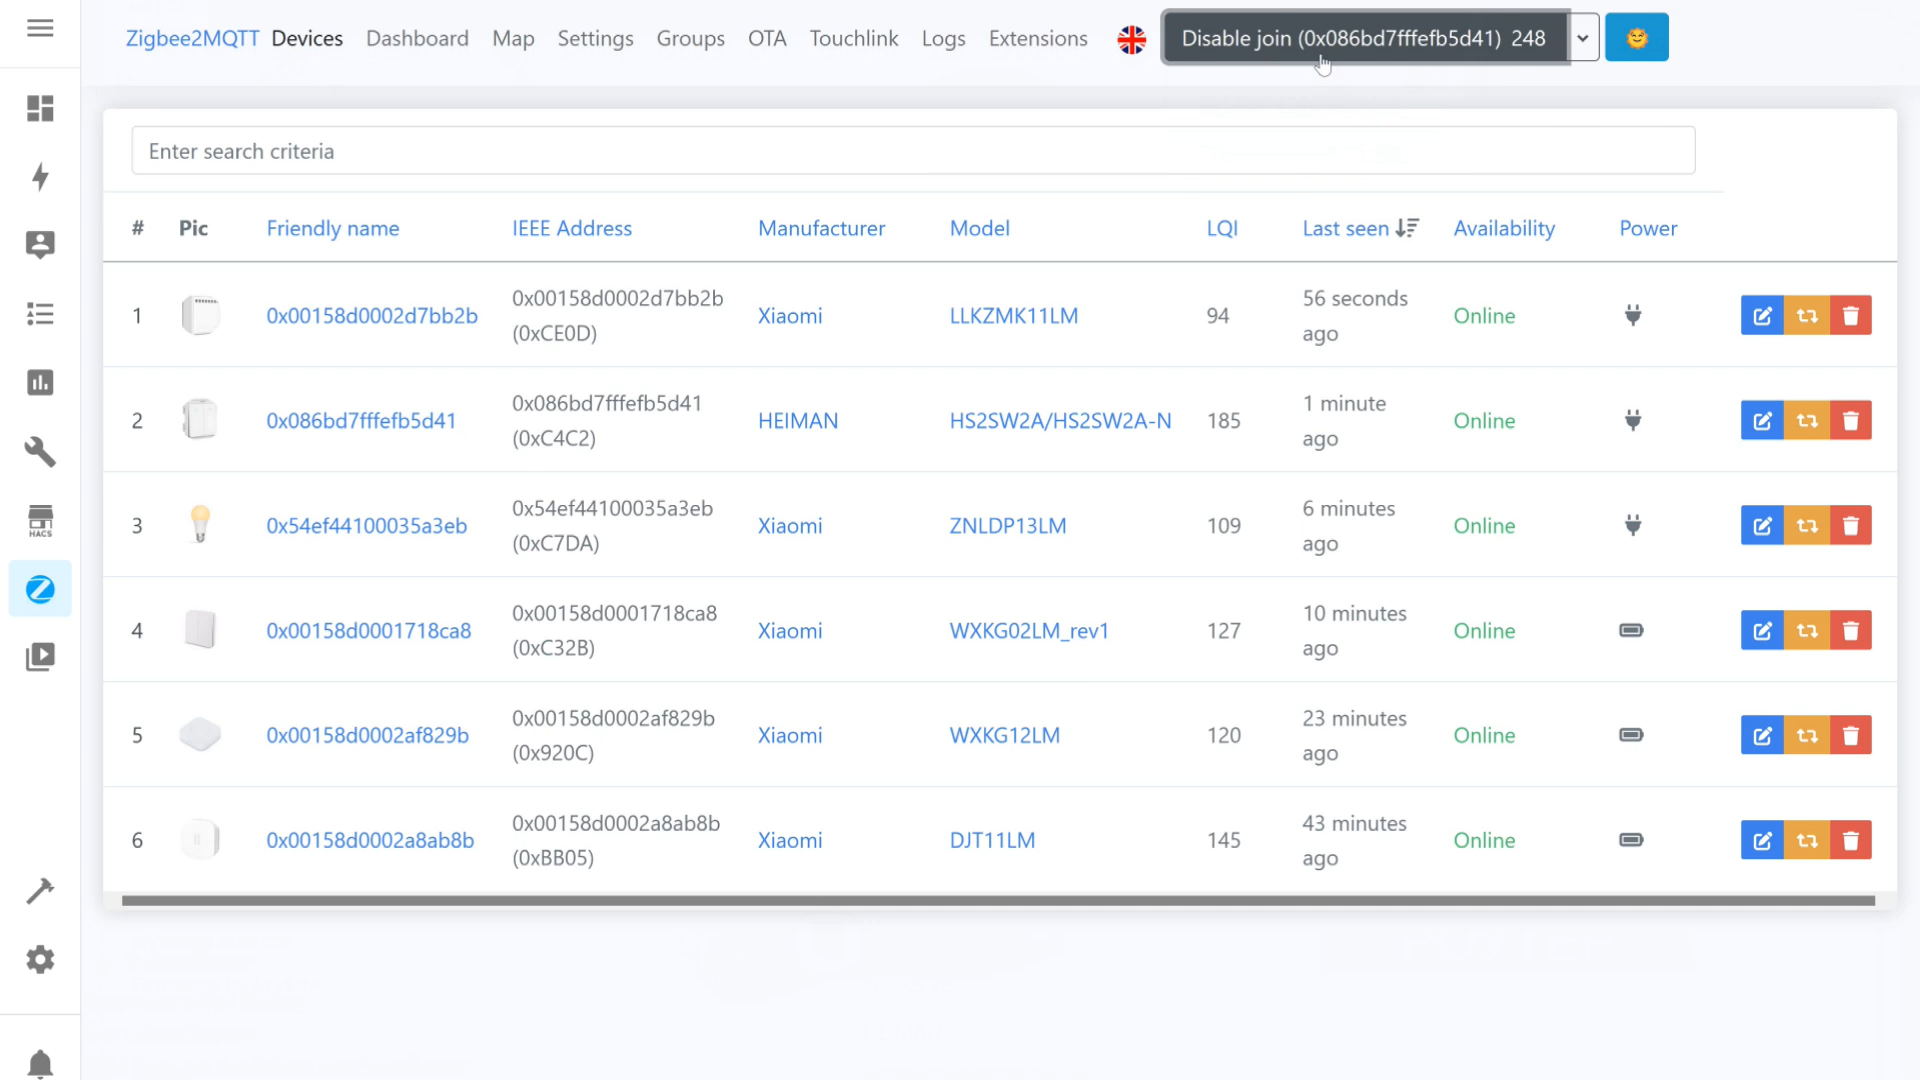 Zigbee2MQTT Devices Dashboard Map Settings Groups OTA Touchlink Logs Extensions Disable join (0x086bd7fffefb5d41) 248
Enter search criteria
# Pic Friendly name IEEE Address Manufacturer Model LQI Last seen Availability Power
1 0x00158d0002d7bb2b 0x00158d0002d7bb2b (0xCE0D) Xiaomi LLKZMK11LM 94 56 seconds ago Online
2 0x086bd7fffefb5d41 0x086bd7fffefb5d41 (0xC4C2) HEIMAN HS2SW2A/HS2SW2A-N 185 1 minute ago Online
3 0x54ef44100035a3eb 0x54ef44100035a3eb (0xC7DA) Xiaomi ZNLDP13LM 109 6 minutes ago Online
4 0x00158d0001718ca8 0x00158d0001718ca8 (0xC32B) Xiaomi WXKG02LM_rev1 127 10 minutes ago Online
5 0x00158d0002af829b 0x00158d0002af829b (0x920C) Xiaomi WXKG12LM 120 23 minutes ago Online
6 0x00158d0002a8ab8b 0x00158d0002a8ab8b (0xBB05) Xiaomi DJT11LM 145 43 minutes ago Online
HACS